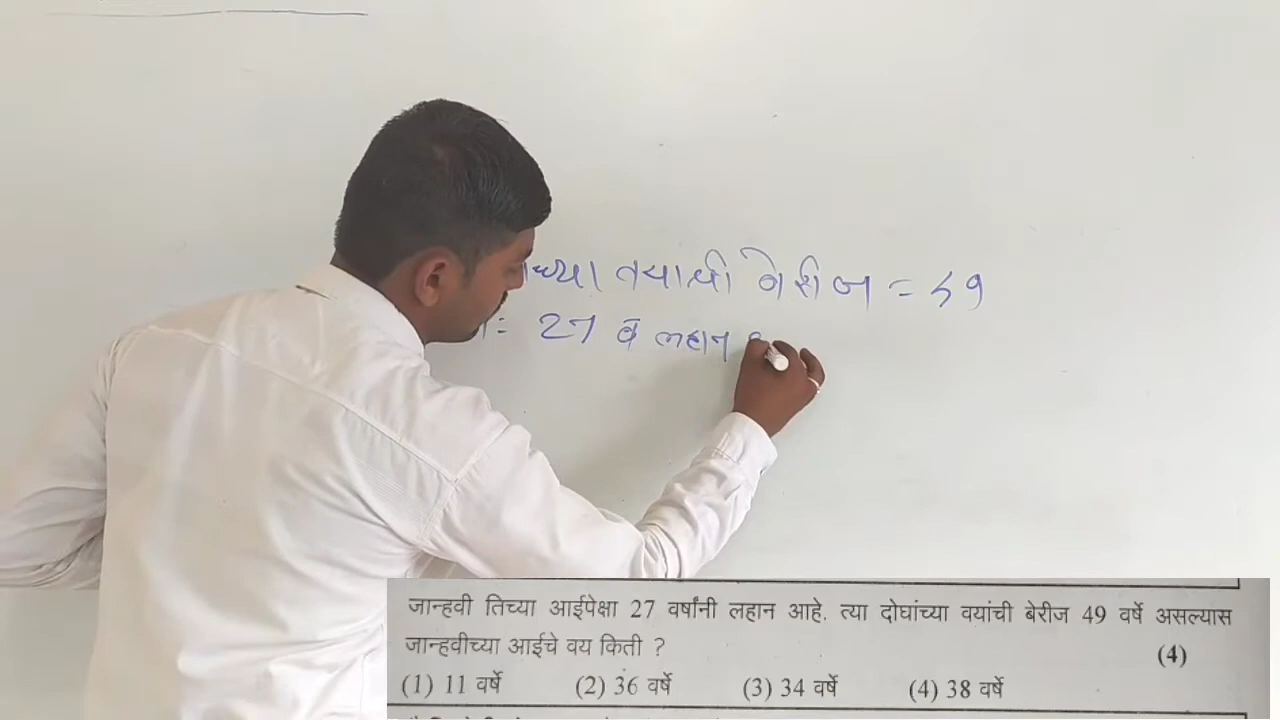 च्या वयाची बेरीज = 49
= 27 व लहान
जान्हवी तिच्या आईपेक्षा 27 वर्षांनी लहान आहे. त्या दोघांच्या वयांची बेरीज 49 वर्षे असल्यास
जान्हवीच्या आईचे वय किती ? (4)
(1) 11 वर्षे (2) 36 वर्षे (3) 34 वर्षे (4) 38 वर्षे